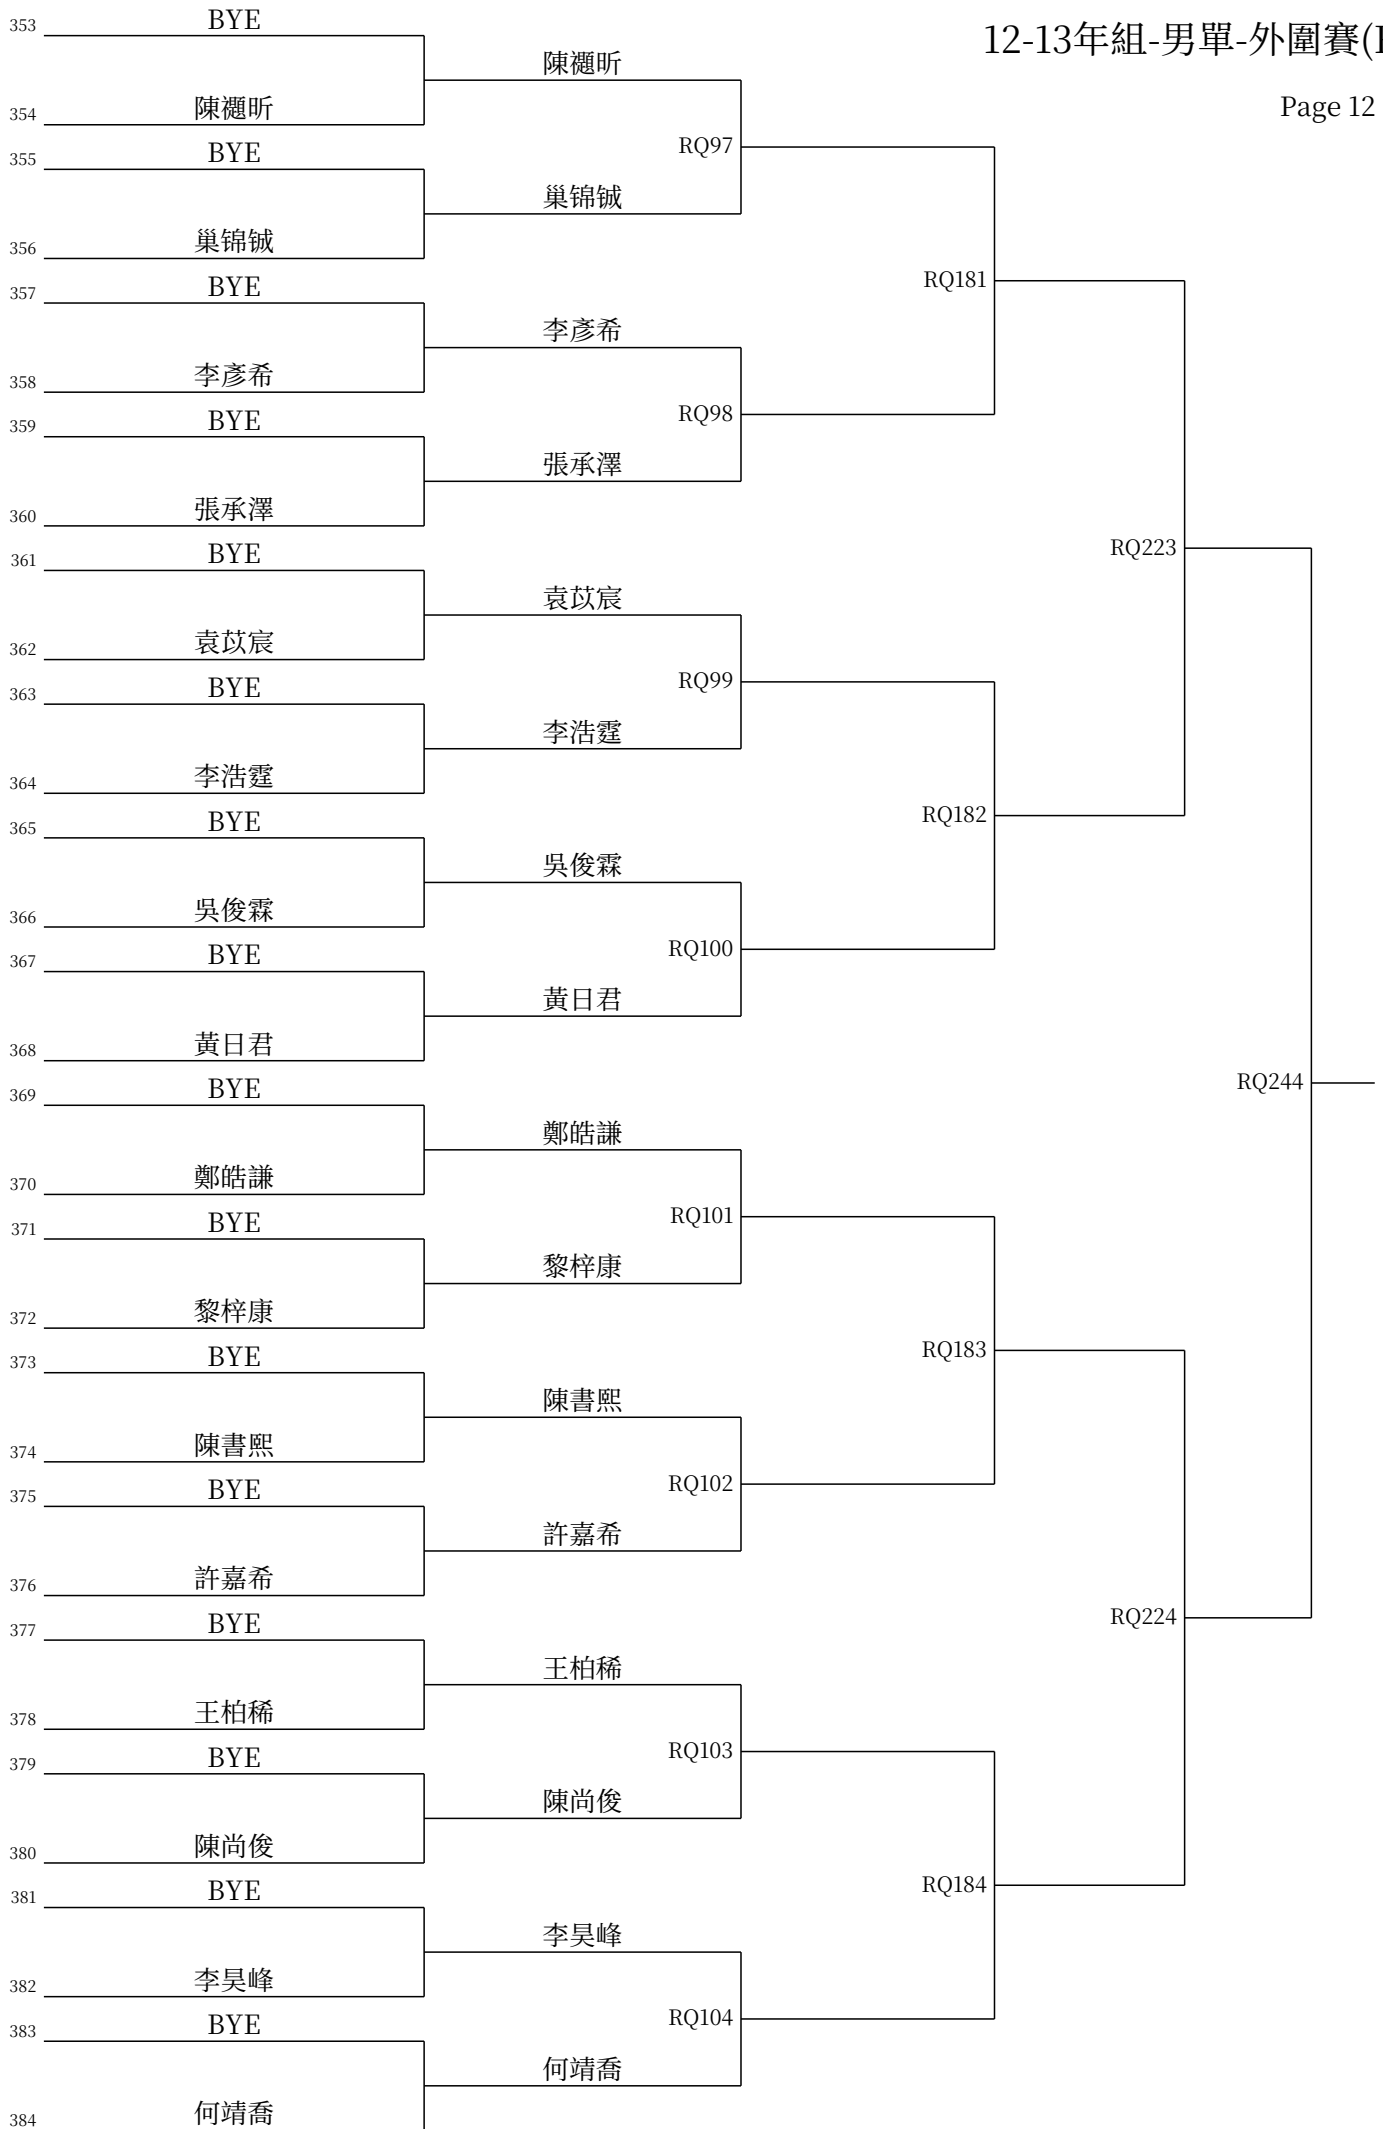 12-13年組-男單-外圍賽(
Page 12
353 BYE
陳禤昕
354 陳禤昕
RQ97
355 BYE
巢锦铖
356 巢锦铖
RQ181
357 BYE
李彥希
358 李彥希
RQ98
359 BYE
張承澤
360 張承澤
RQ223
361 BYE
袁苡宸
362 袁苡宸
RQ99
363 BYE
李浩霆
364 李浩霆
RQ182
365 BYE
吳俊霖
366 吳俊霖
RQ100
367 BYE
黃日君
368 黃日君
RQ244
369 BYE
鄭皓謙
370 鄭皓謙
RQ101
371 BYE
黎梓康
372 黎梓康
RQ183
373 BYE
陳書熙
374 陳書熙
RQ102
375 BYE
許嘉希
376 許嘉希
RQ224
377 BYE
王柏稀
378 王柏稀
RQ103
379 BYE
陳尚俊
380 陳尚俊
RQ184
381 BYE
李昊峰
382 李昊峰
RQ104
383 BYE
何靖喬
384 何靖喬